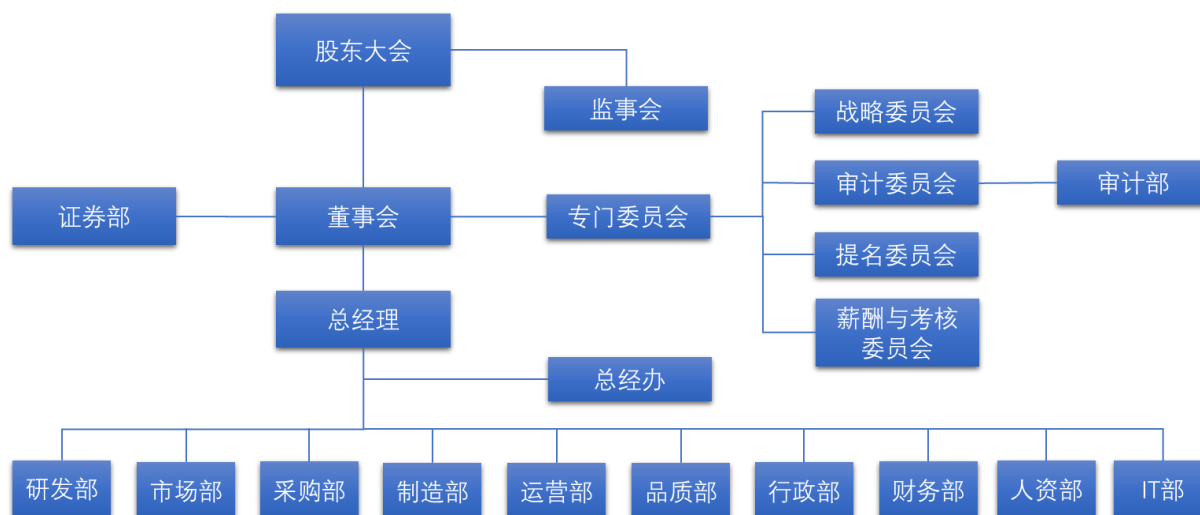 股东大会
监事会
战略委员会
审计委员会
审计部
证券部
董事会
专门委员会
提名委员会
总经理
薪酬与考核
委员会
总经办
研发部
市场部
采购部
制造部
运营部
品质部
行政部
财务部
人资部
IT部